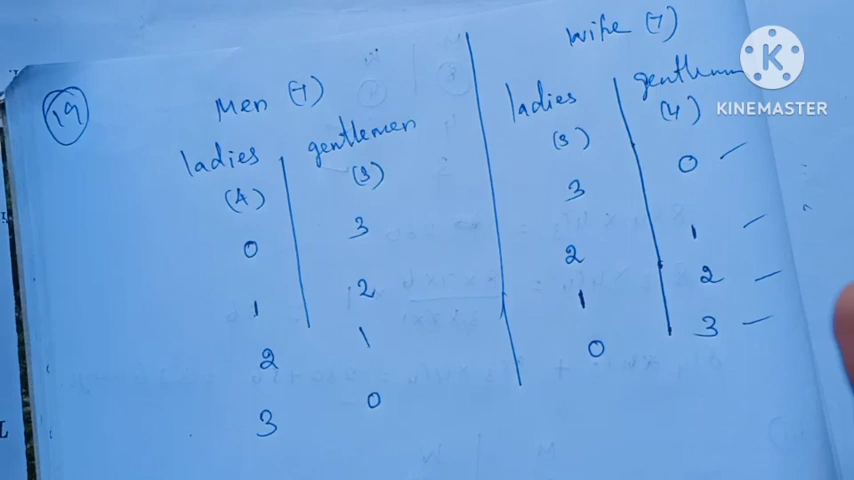 19
Men (7)
ladies gentlemen
(4) (3)
0 3
1 2
2 1
3 0
Wife (7)
ladies
(3) (4)
3 0
2 1
1 2
0 3
KINEMASTER